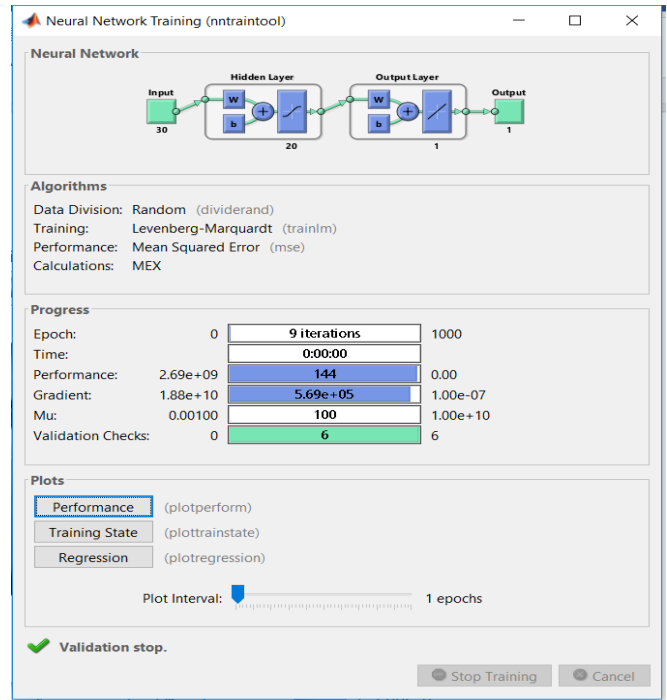 Neural Network Training (nntraintool)
Neural Network
Hidden Layer Output Layer
Input Output
W W
b b
30 20 1 1
Algorithms
Data Division: Random (dividerand)
Training: Levenberg-Marquardt (trainlm)
Performance: Mean Squared Error (mse)
Calculations: MEX
Progress
Epoch: 0 9 iterations 1000
Time: 0:00:00
Performance: 2.69e+09 144 0.00
Gradient: 1.88e+10 5.69e+05 1.00e-07
Mu: 0.00100 100 1.00e+10
Validation Checks: 0 6 6
Plots
Performance (plotperform)
Training State (plottrainstate)
Regression (plotregression)
Plot Interval: 1 epochs
Validation stop.
Stop Training Cancel